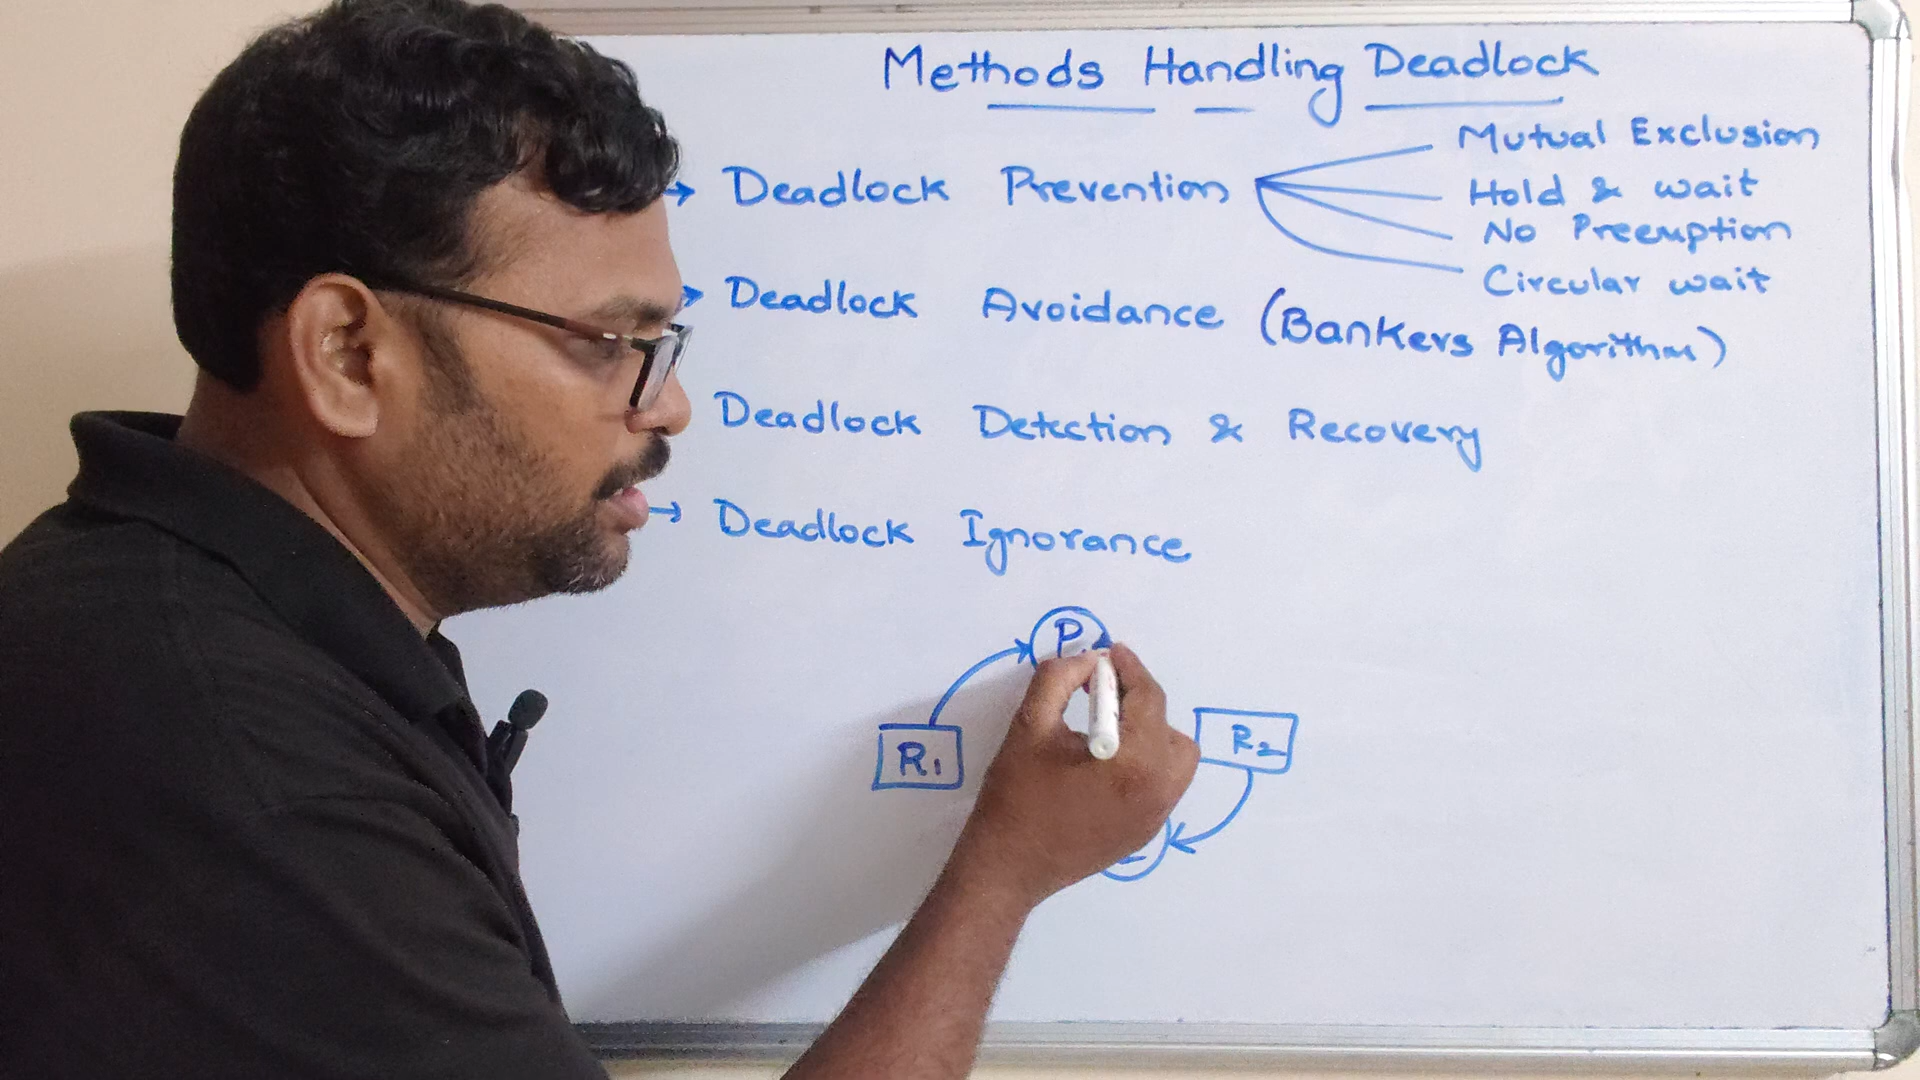 Methods Handling Deadlock
→ Deadlock Prevention
Mutual Exclusion
Hold & wait
No Preemption
Circular wait
→ Deadlock Avoidance (Bankers Algorithm)
Deadlock Detection & Recovery
→ Deadlock Ignorance
P
R1
R2